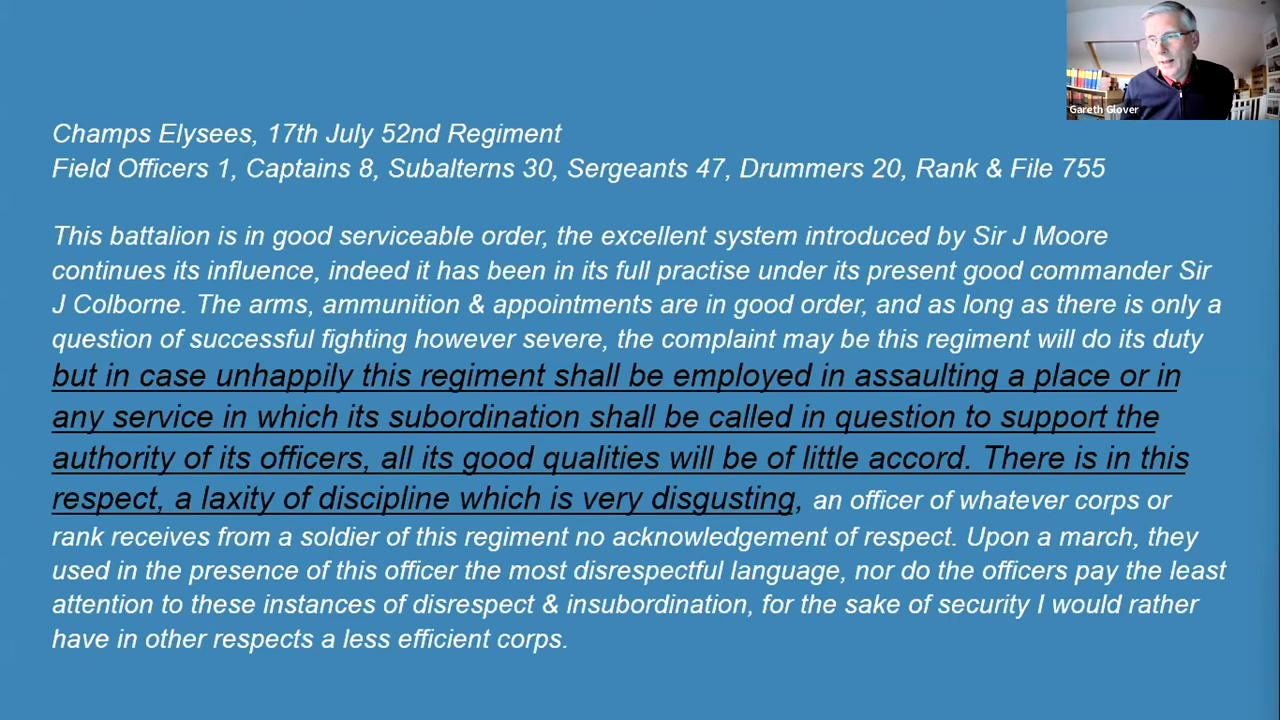 Gareth Glover
Champs Elysees, 17th July 52nd Regiment
Field Officers 1, Captains 8, Subalterns 30, Sergeants 47, Drummers 20, Rank & File 755
This battalion is in good serviceable order, the excellent system introduced by Sir J Moore
continues its influence, indeed it has been in its full practise under its present good commander Sir
J Colborne. The arms, ammunition & appointments are in good order, and as long as there is only a
question of successful fighting however severe, the complaint may be this regiment will do its duty
but in case unhappily this regiment shall be employed in assaulting a place or in
any service in which its subordination shall be called in question to support the
authority of its officers, all its good qualities will be of little accord. There is in this
respect, a laxity of discipline which is very disgusting, an officer of whatever corps or
rank receives from a soldier of this regiment no acknowledgement of respect. Upon a march, they
used in the presence of this officer the most disrespectful language, nor do the officers pay the least
attention to these instances of disrespect & insubordination, for the sake of security I would rather
have in other respects a less efficient corps.